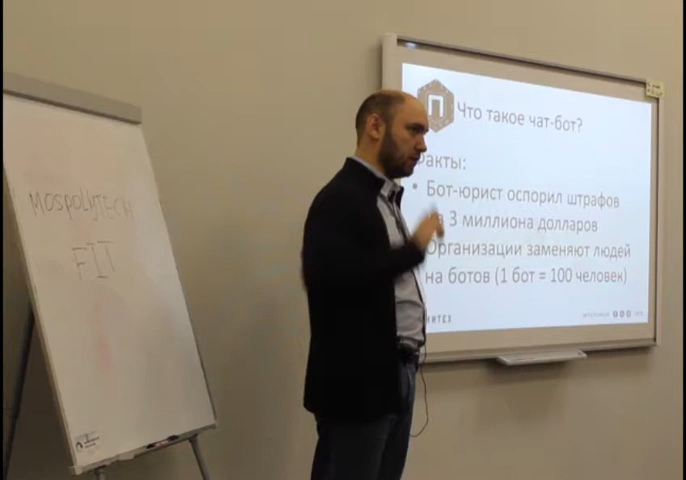 MOSPOLYTECH
FIT
П
Что такое чат-бот?
Факты:
• Бот-юрист оспорил штрафов
3 миллиона долларов
Организации заменяют людей
на ботов (1 бот = 100 человек)